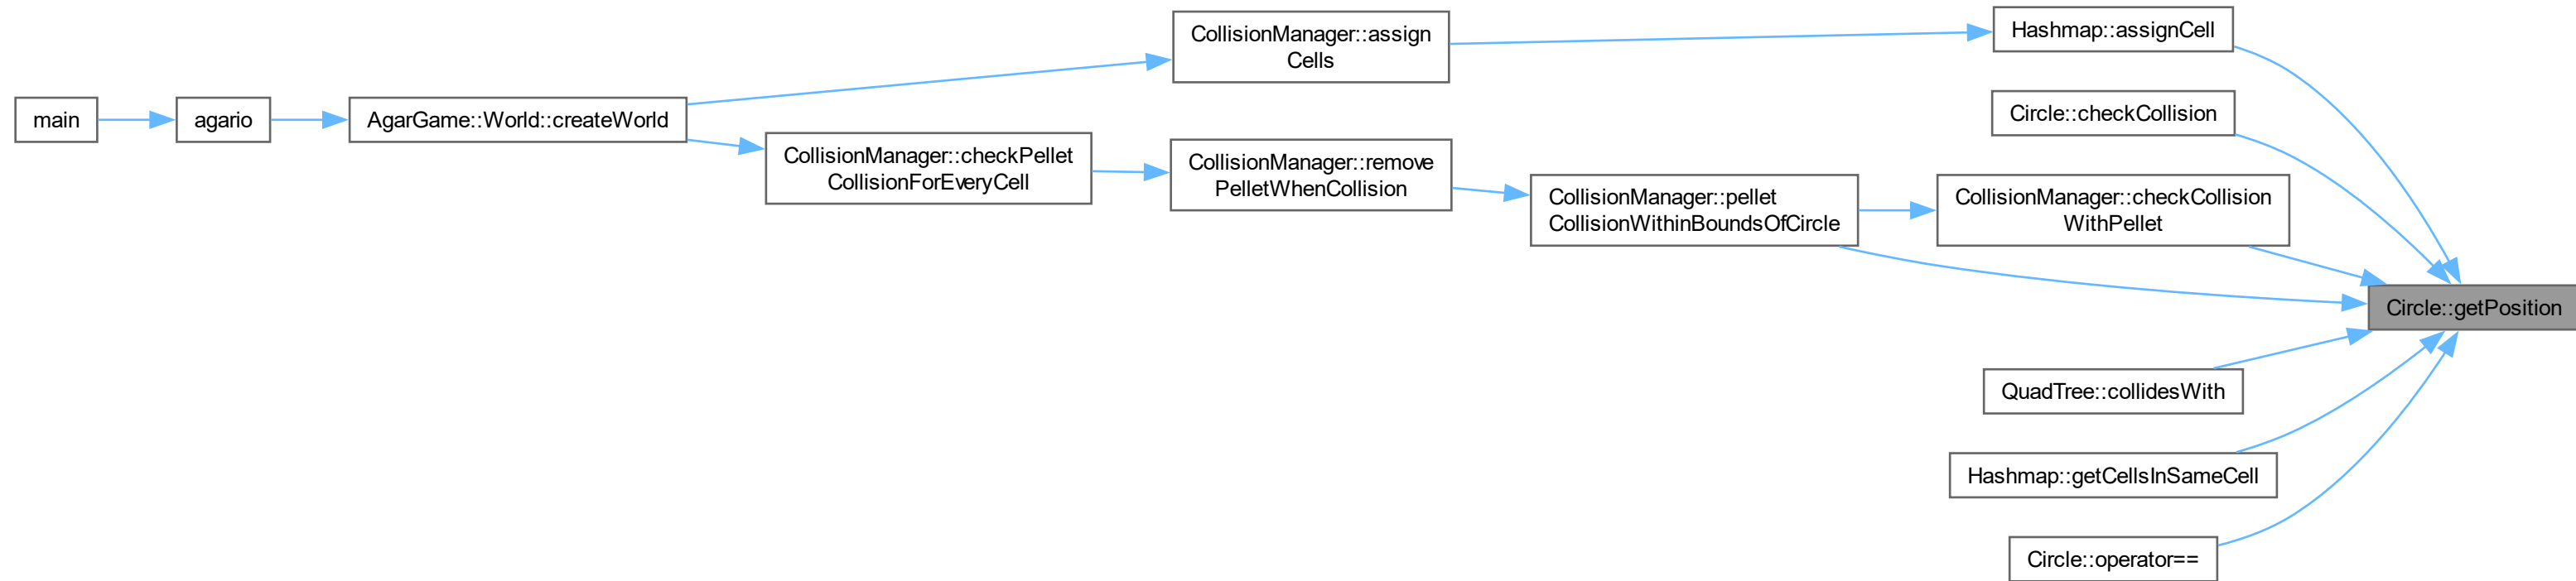 main
agario
AgarGame::World::createWorld
CollisionManager::assign
Cells
CollisionManager::checkPellet
CollisionForEveryCell
CollisionManager::remove
PelletWhenCollision
CollisionManager::pellet
CollisionWithinBoundsOfCircle
Hashmap::assignCell
Circle::checkCollision
CollisionManager::checkCollision
WithPellet
Circle::getPosition
QuadTree::collidesWith
Hashmap::getCellsInSameCell
Circle::operator==